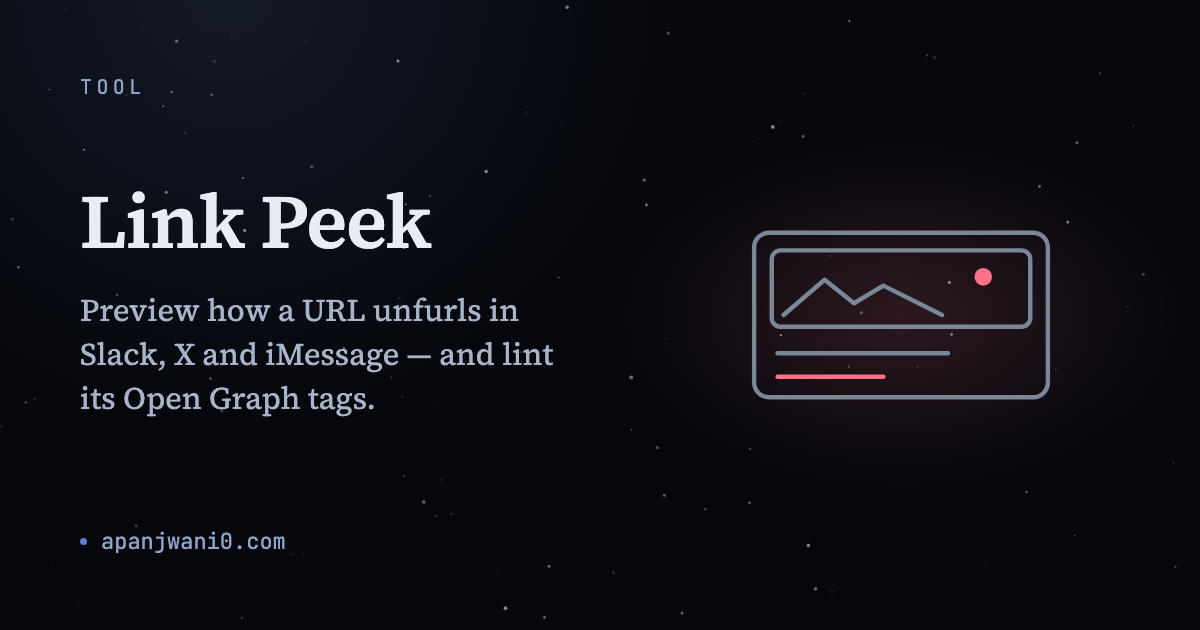 TOOL
Link Peek
Preview how a URL unfurls in
Slack, X and iMessage — and lint
its Open Graph tags.
apanjwani0.com